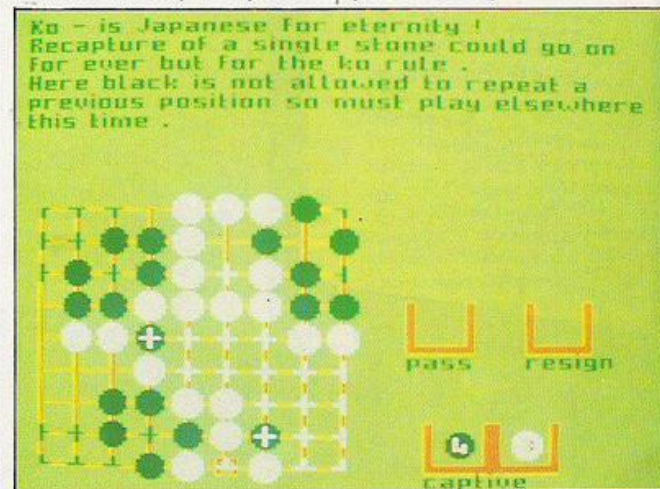 Ko - is Japanese for eternity !
Recapture of a single stone could go on
for ever but for the ko rule .
Here black is not allowed to repeat a
previous position so must play elsewhere
this time .
pass resign
captive